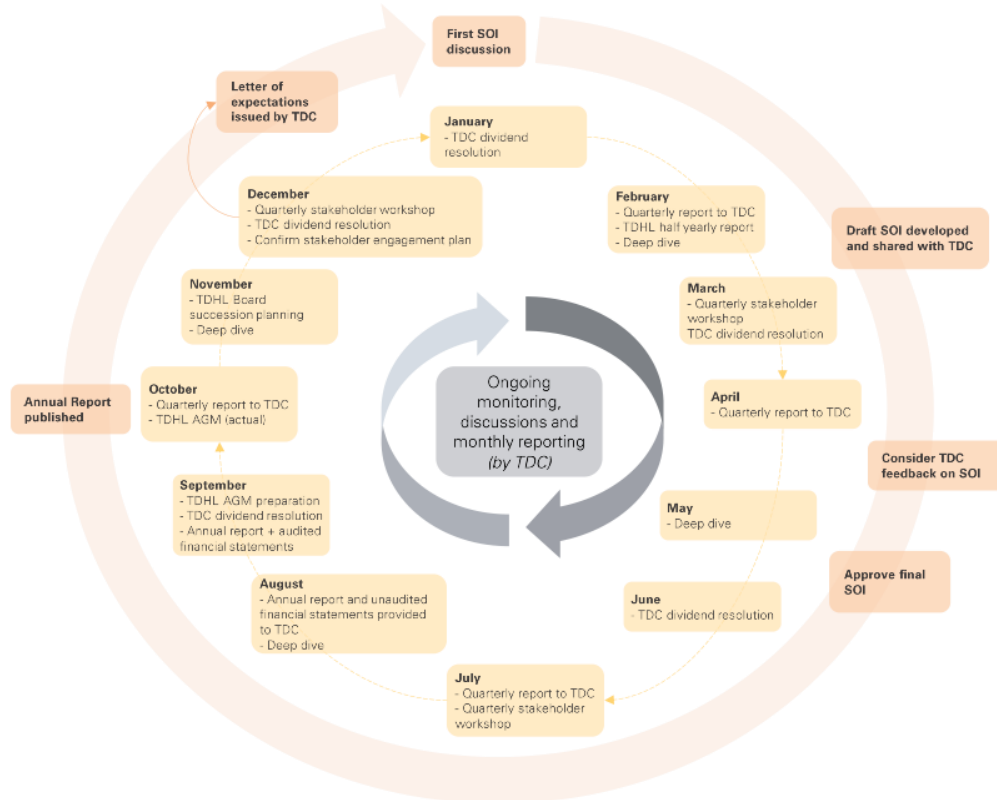 First SOI
discussion
Letter of
expectations
issued by TDC
January
- TDC dividend
resolution
December
- Quarterly stakeholder workshop
- TDC dividend resolution
- Confirm stakeholder engagement plan
February
- Quarterly report to TDC
- TDHL half yearly report
- Deep dive
Draft SOI developed
and shared with TDC
November
- TDHL Board
succession planning
- Deep dive
March
- Quarterly stakeholder
workshop
TDC dividend resolution
Annual Report
published
October
- Quarterly report to TDC
- TDHL AGM (actual)
Ongoing
monitoring,
discussions and
monthly reporting
(by TDC)
April
- Quarterly report to TDC
Consider TDC
feedback on SOI
September
- TDHL AGM preparation
- TDC dividend resolution
- Annual report + audited
financial statements
May
- Deep dive
Approve final
SOI
August
- Annual report and unaudited
financial statements provided
to TDC
- Deep dive
June
- TDC dividend resolution
July
- Quarterly report to TDC
- Quarterly stakeholder
workshop